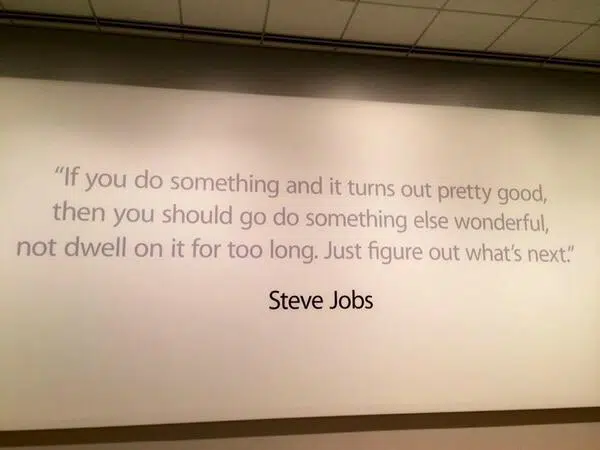 “If you do something and it turns out pretty good,
then you should go do something else wonderful,
not dwell on it for too long. Just figure out what’s next.”
Steve Jobs